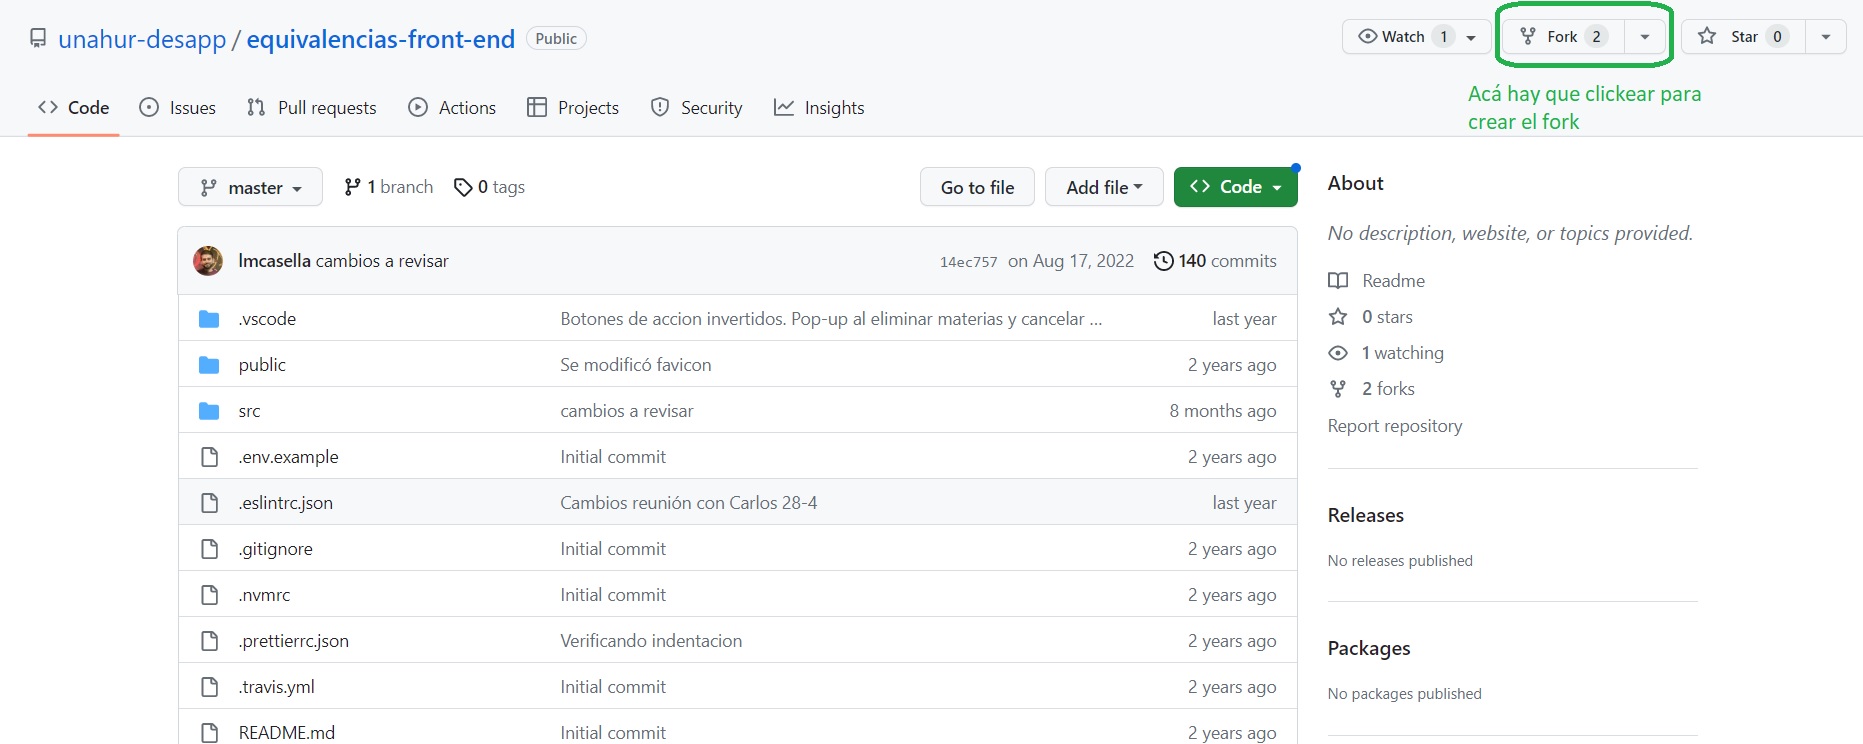 unahur-desapp / equivalencias-front-end Public
Watch 1 Fork 2 Star 0
Acá hay que clickear para
crear el fork
Code Issues Pull requests Actions Projects Security Insights
master 1 branch 0 tags Go to file Add file Code
lmcasella cambios a revisar 14ec757 on Aug 17, 2022 140 commits
.vscode Botones de accion invertidos. Pop-up al eliminar materias y cancelar ... last year
public Se modificó favicon 2 years ago
src cambios a revisar 8 months ago
.env.example Initial commit 2 years ago
.eslintrc.json Cambios reunión con Carlos 28-4 last year
.gitignore Initial commit 2 years ago
.nvmrc Initial commit 2 years ago
.prettierrc.json Verificando indentacion 2 years ago
.travis.yml Initial commit 2 years ago
README.md Initial commit 2 years ago
About
No description, website, or topics provided.
Readme
0 stars
1 watching
2 forks
Report repository
Releases
No releases published
Packages
No packages published